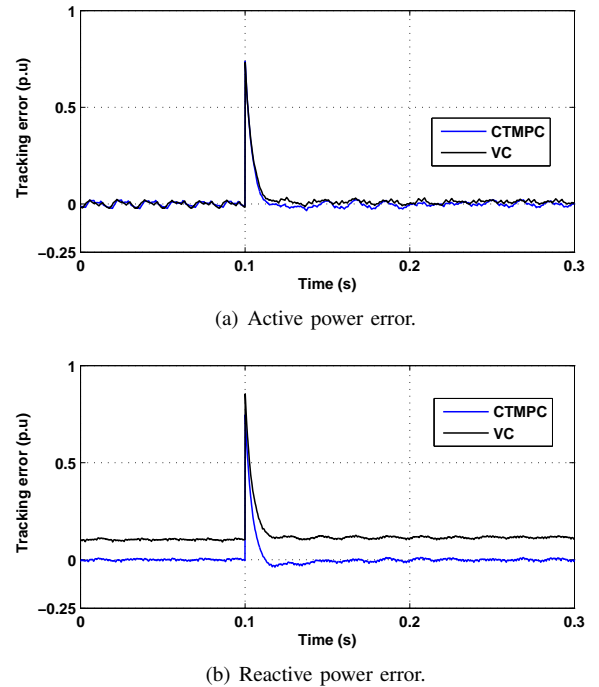 1
0.5
0
−0.25
Tracking error (p.u)
CTMPC
VC
0
0.1
0.2
0.3
Time (s)
(a) Active power error.
1
0.5
0
−0.25
Tracking error (p.u)
CTMPC
VC
0
0.1
0.2
0.3
Time (s)
(b) Reactive power error.